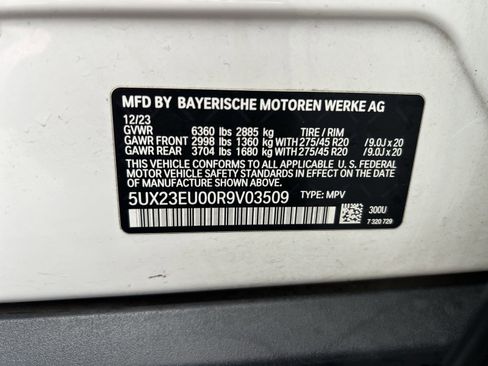 MFD BY BAYERISCHE MOTOREN WERKE AG
12/23
GVWR 6360 lbs 2885 kg TIRE / RIM
GAWR FRONT 2998 lbs 1360 kg WITH 275/45 R20 / 9.0J x 20
GAWR REAR 3704 lbs 1680 kg WITH 275/45 R20 / 9.0J x 20
THIS VEHICLE CONFORMS TO ALL APPLICABLE U. S. FEDERAL
MOTOR VEHICLE SAFETY STANDARDS IN EFFECT ON THE DATE
OF MANUFACTURE SHOWN ABOVE.
5UX23EU00R9V03509 TYPE: MPV
300U
7 320 729